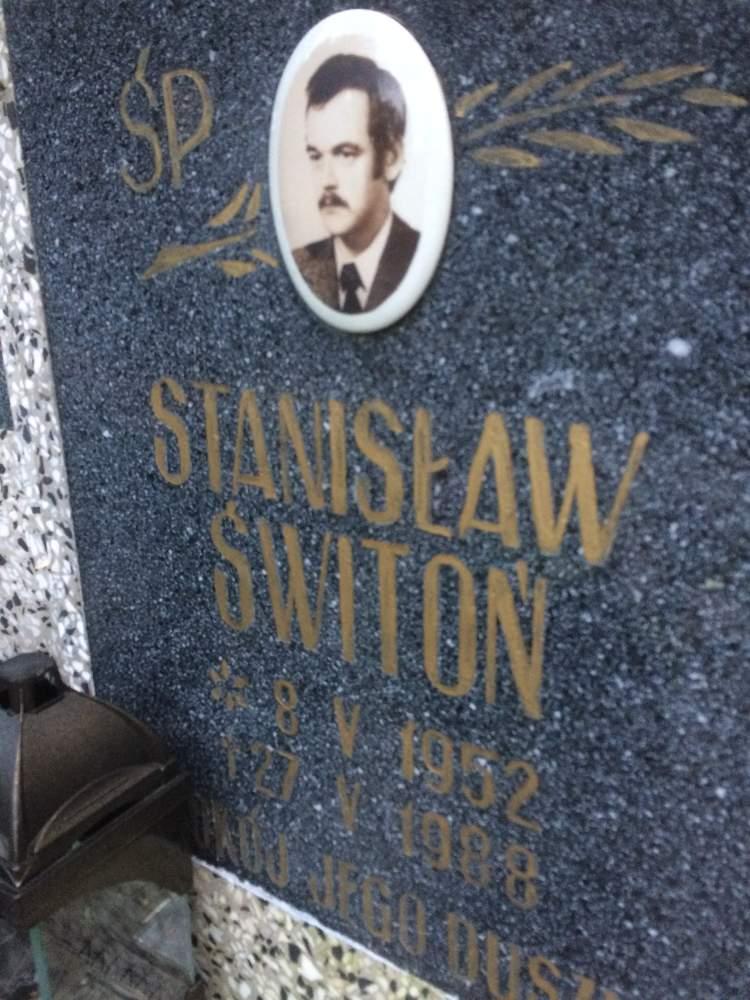 ŚP
STANISŁAW
ŚWITOŃ
* 8 V 1952
† 27 V 1988
JEGO